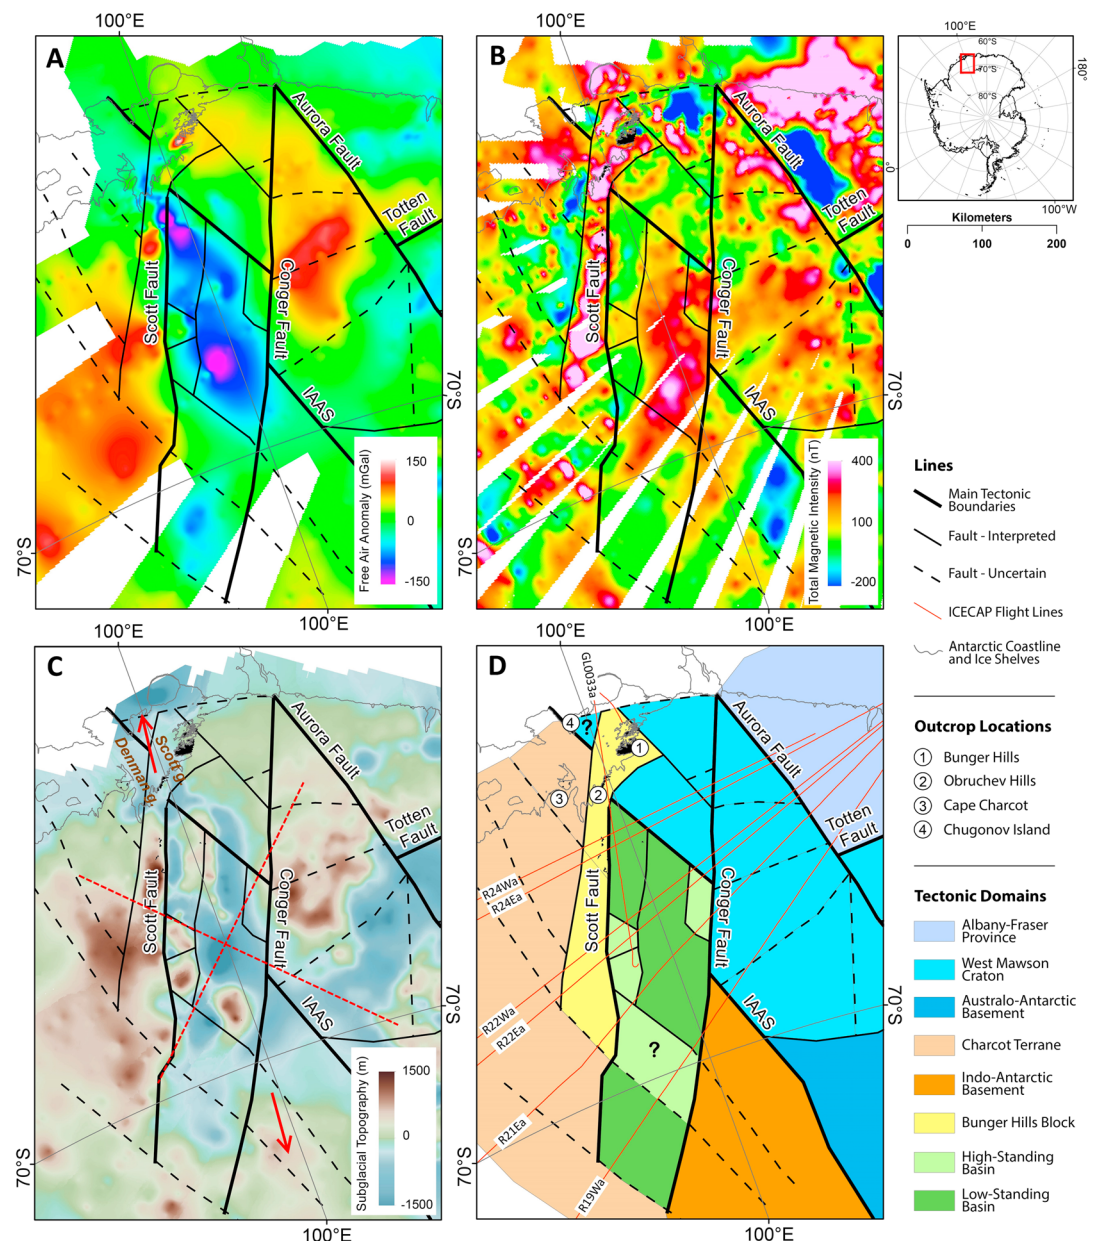 100°E
A
Aurora Fault
Totten
Fault
Scott Fault
Conger Fault
IAAS
70°S
Free Air Anomaly (mGal)
150
0
-150
70°S
100°E
100°E
B
Aurora Fault
Totten
Fault
Scott Fault
Conger Fault
IAAS
70°S
Total Magnetic Intensity (nT)
400
100
-200
70°S
100°E
100°E
60°S
70°S
80°S
180°
0°
100°W
Kilometers
0 100 200
100°E
C
Denman g.
Scott g.
Aurora Fault
Totten
Fault
Scott Fault
Conger Fault
IAAS
70°S
Subglacial Topography (m)
1500
0
-1500
70°S
100°E
100°E
D
GL0033a
4
?
1
2
3
Aurora Fault
Totten
Fault
R24Wa
R24Ea
Scott Fault
Conger Fault
IAAS
70°S
R22Wa
R22Ea
?
R21Ea
R19Wa
70°S
100°E
Lines
Main Tectonic
Boundaries
Fault - Interpreted
Fault - Uncertain
ICECAP Flight Lines
Antarctic Coastline
and Ice Shelves
Outcrop Locations
1 Bunger Hills
2 Obruchev Hills
3 Cape Charcot
4 Chugonov Island
Tectonic Domains
Albany-Fraser
Province
West Mawson
Craton
Australo-Antarctic
Basement
Charcot Terrane
Indo-Antarctic
Basement
Bunger Hills Block
High-Standing
Basin
Low-Standing
Basin